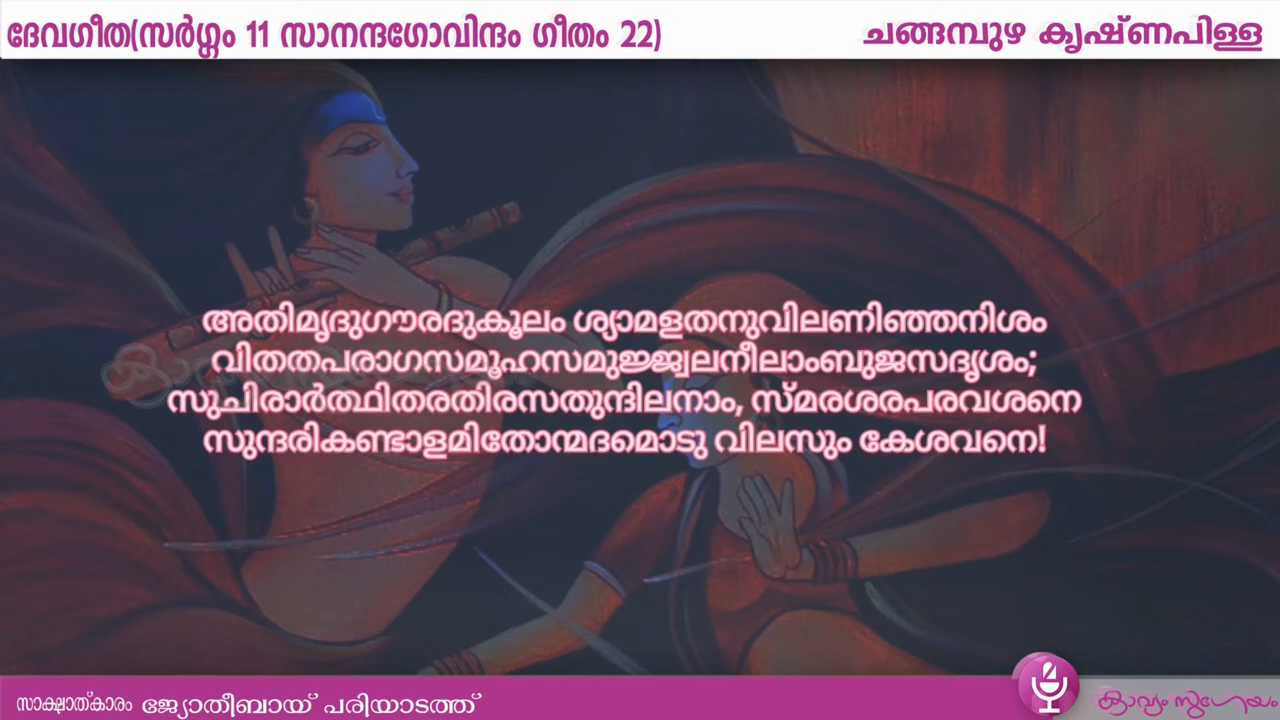 ദേവഗീത(സർഗ്ഗം 11 സാനന്ദഗോവിന്ദം ഗീതം 22)
ചങ്ങമ്പുഴ കൃഷ്ണപിള്ള
അതിമൃദുഗൗരദുകൂലം ശ്യാമളതനുവിലണിഞ്ഞനിശം
വിതതപരാഗസമൂഹസമുജ്ജ്വലനീലാംബുജസദൃശം;
സുചിരാർത്ഥിതരതിരസതുന്ദിലനാം, സ്മരശരപരവശനെ
സുന്ദരികണ്ടാളമിതോന്മദമൊടു വിലസും കേശവനെ!
സാക്ഷാത്കാരം ജ്യോതീബായ് പരിയാടത്ത്
കാവ്യം സുഗേയം